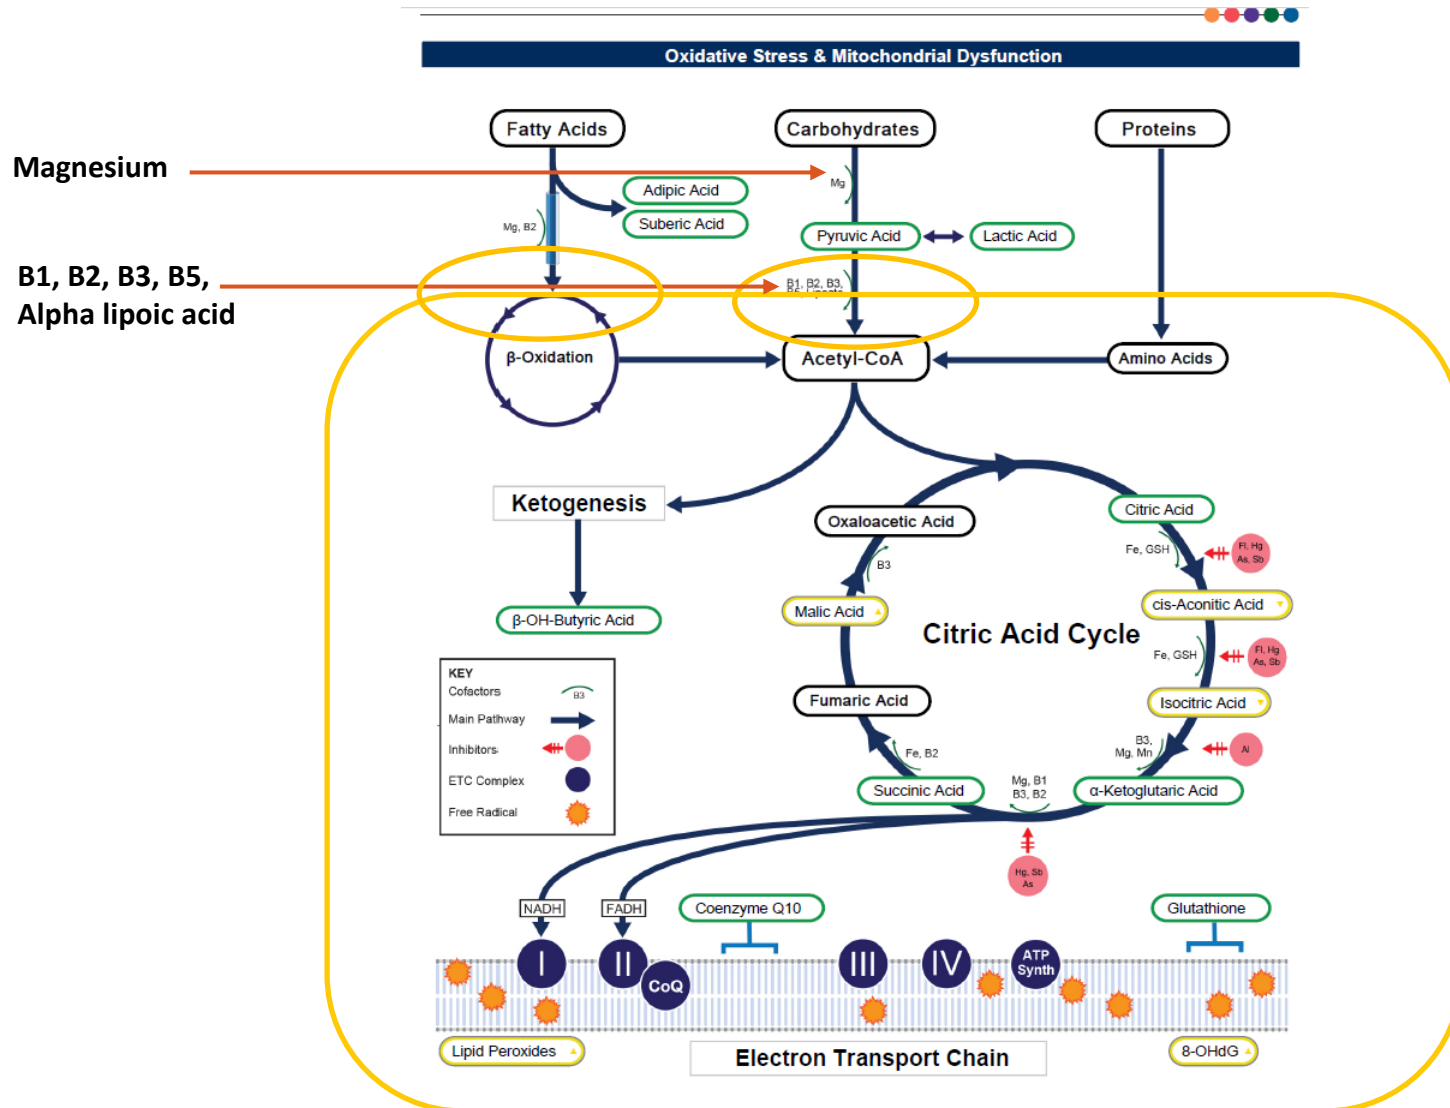 Oxidative Stress & Mitochondrial Dysfunction
Fatty Acids
Carbohydrates
Proteins
Magnesium
Mg
Adipic Acid
Suberic Acid
Mg, B2
Pyruvic Acid
Lactic Acid
B1, B2, B3, B5,
Alpha lipoic acid
B1, B2, B3,
B5, Lipoate
β-Oxidation
Acetyl-CoA
Amino Acids
Ketogenesis
Oxaloacetic Acid
Citric Acid
Fe, GSH
Fl, Hg
As, Sb
B3
Malic Acid
cis-Aconitic Acid
β-OH-Butyric Acid
Citric Acid Cycle
Fe, GSH
Fl, Hg
As, Sb
KEY
Cofactors
B3
Main Pathway
Inhibitors
ETC Complex
Free Radical
Fumaric Acid
Isocitric Acid
Fe, B2
B3,
Mg, Mn
Al
Succinic Acid
Mg, B1
B3, B2
α-Ketoglutaric Acid
Hg, Sb
As
NADH
FADH
Coenzyme Q10
Glutathione
I
II
CoQ
III
IV
ATP
Synth
Lipid Peroxides
Electron Transport Chain
8-OHdG